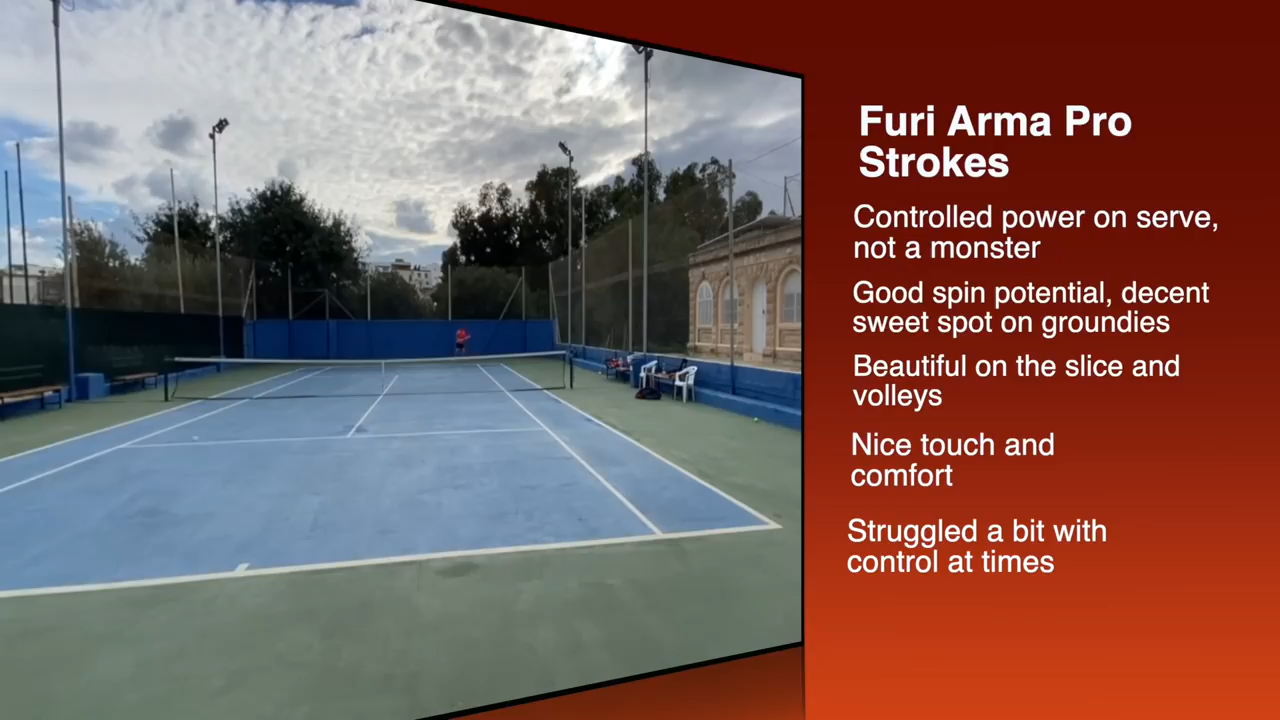 Furi Arma Pro
Strokes
Controlled power on serve,
not a monster
Good spin potential, decent
sweet spot on groundies
Beautiful on the slice and
volleys
Nice touch and
comfort
Struggled a bit with
control at times